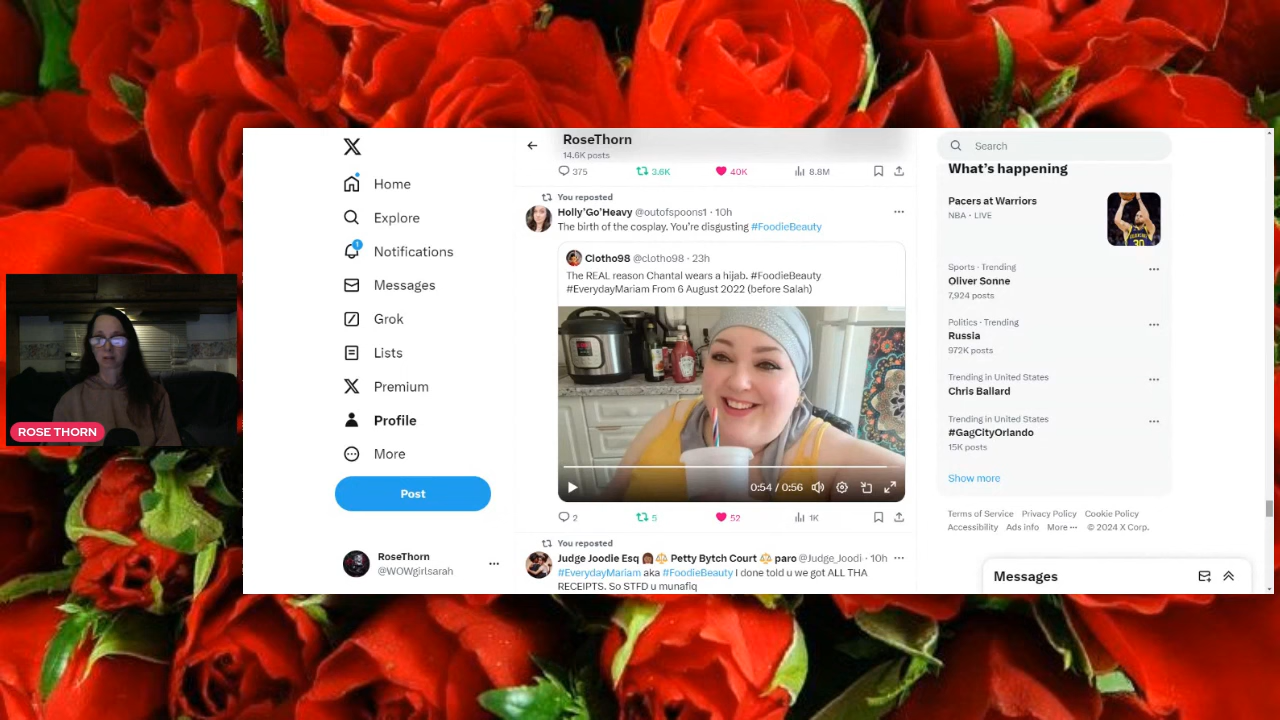 RoseThorn
14.6K posts
375
3.6K
40K
8.8M
You reposted
Holly'Go'Heavy @outofspoons1 · 10h
The birth of the cosplay. You're disgusting #FoodieBeauty
Clotho98 @clotho98 · 23h
The REAL reason Chantal wears a hijab. #FoodieBeauty
#EverydayMariam From 6 August 2022 (before Salah)
0:54 / 0:56
2
5
52
1K
You reposted
Judge Joodie Esq Petty Bytch Court paro @Judge_Joodi · 10h
#EverydayMariam aka #FoodieBeauty I done told u we got ALL THA
RECEIPTS. So STFD u munafiq
Home
Explore
1
Notifications
Messages
Grok
Lists
Premium
Profile
More
Post
RoseThorn
@WOWgirlsarah
Search
What's happening
Pacers at Warriors
NBA · LIVE
30
Sports · Trending
Oliver Sonne
7,924 posts
Politics · Trending
Russia
972K posts
Trending in United States
Chris Ballard
Trending in United States
#GagCityOrlando
15K posts
Show more
Terms of Service Privacy Policy Cookie Policy
Accessibility Ads info More ··· © 2024 X Corp.
Messages
ROSE THORN